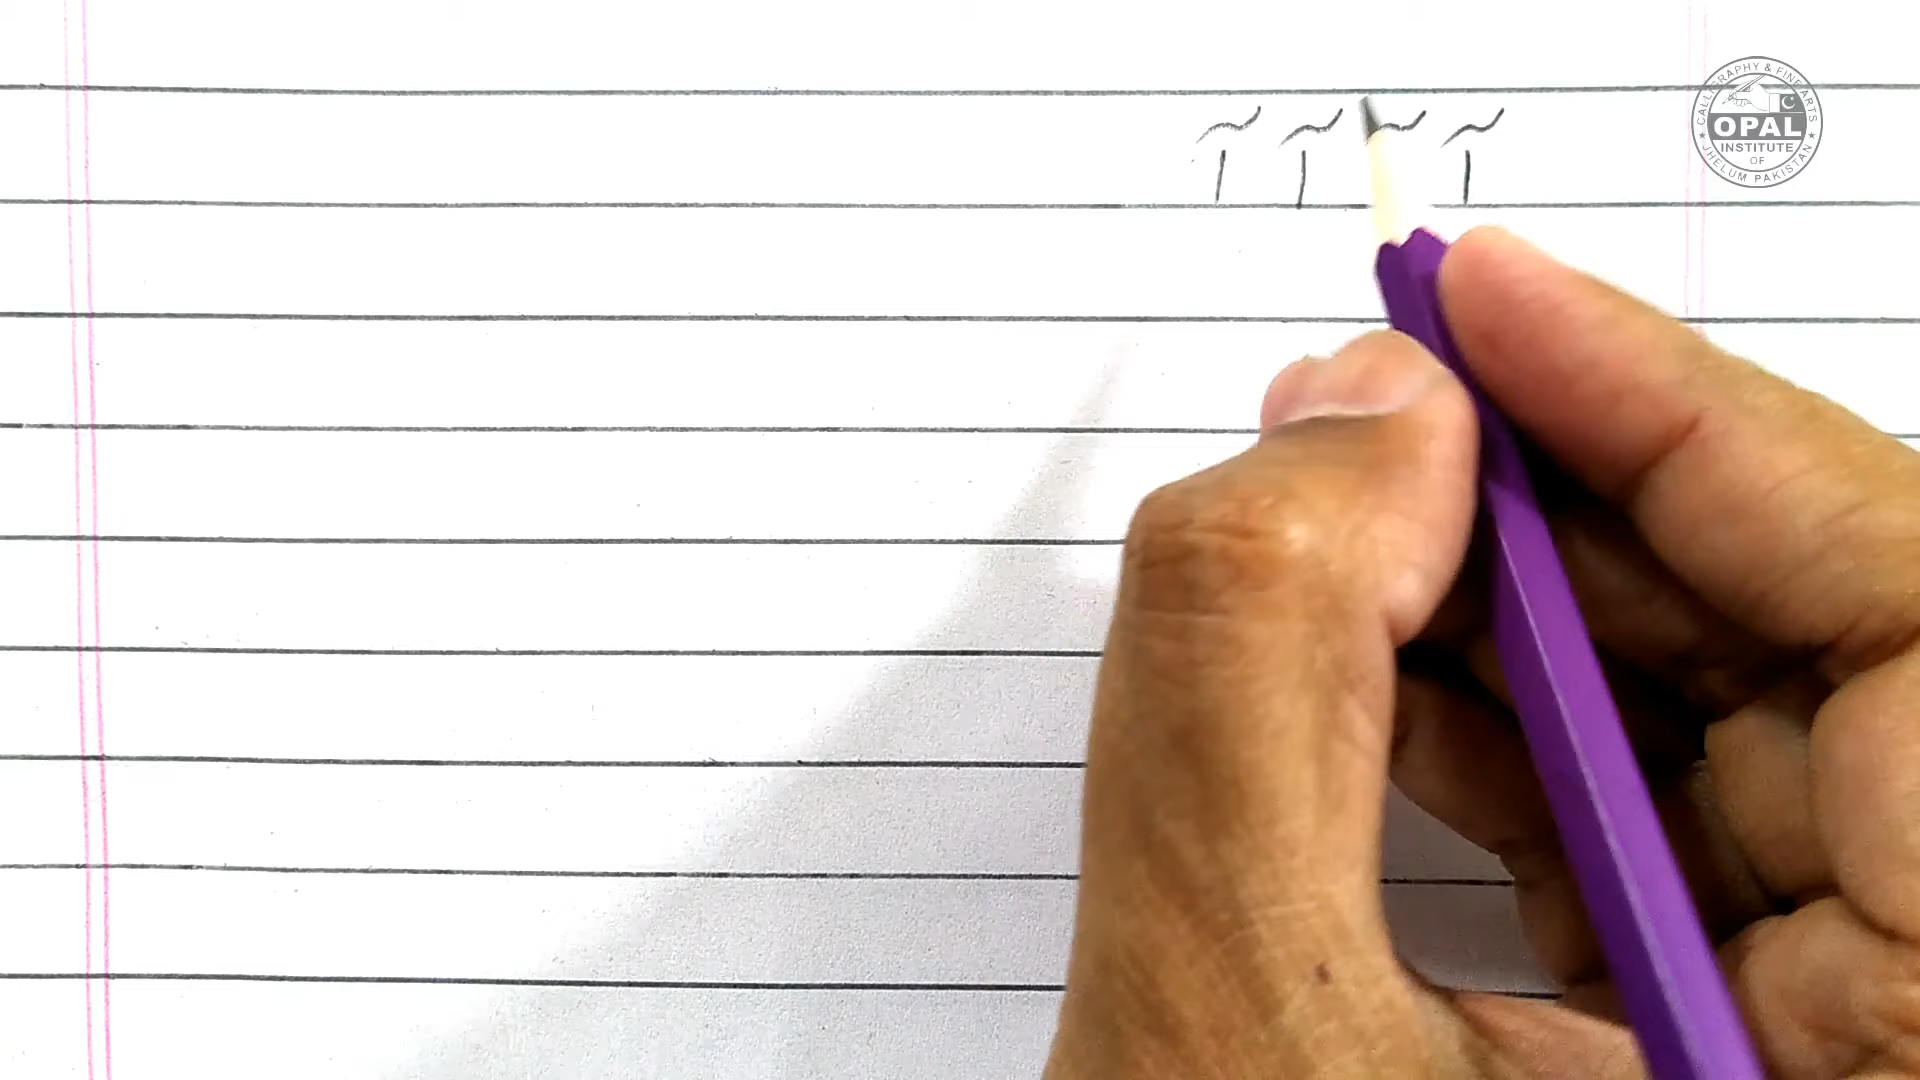 آ آ آ آ
CALLIGRAPHY & FINE ARTS
OPAL
INSTITUTE
OF
JHELUM PAKISTAN